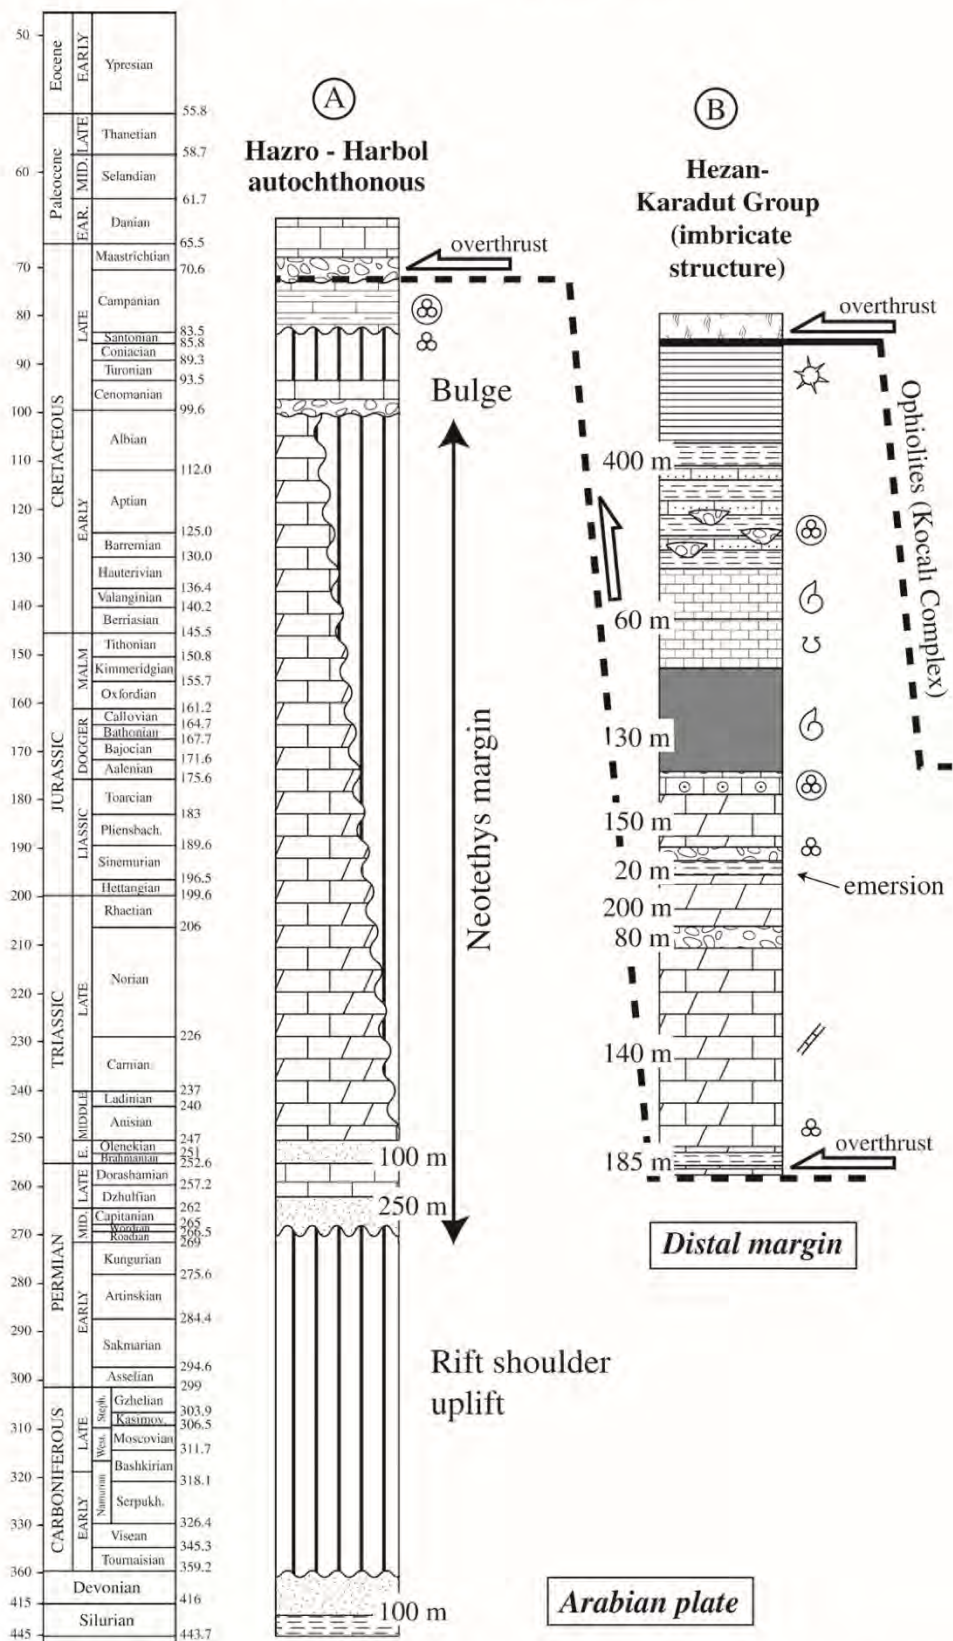 50
60
70
80
90
100
110
120
130
140
150
160
170
180
190
200
210
220
230
240
250
260
270
280
290
300
310
320
330
360
415
445
Eocene
EARLY
Ypresian
55.8
Paleocene
LATE
Thanetian
58.7
MID.
Selandian
61.7
EAR.
Danian
65.5
CRETACEOUS
LATE
Maastrichtian
70.6
Campanian
83.5
Santonian
85.8
Coniacian
89.3
Turonian
93.5
Cenomanian
99.6
EARLY
Albian
112.0
Aptian
125.0
Barremian
130.0
Hauterivian
136.4
Valanginian
140.2
Berriasian
145.5
JURASSIC
MALM
Tithonian
150.8
Kimmeridgian
155.7
Oxfordian
161.2
DOGGER
Callovian
164.7
Bathonian
167.7
Bajocian
171.6
Aalenian
175.6
LIASSIC
Toarcian
183
Pliensbach.
189.6
Sinemurian
196.5
Hettangian
199.6
TRIASSIC
LATE
Rhaetian
206
Norian
226
Carnian
237
MIDDLE
Ladinian
240
Anisian
247
E.
Olenekian
251
Brahmanian
252.6
PERMIAN
LATE
Dorashamian
257.2
Dzhulfian
262
MID.
Capitanian
265
Wordian
266.5
Roadian
269
EARLY
Kungurian
275.6
Artinskian
284.4
Sakmarian
294.6
Asselian
299
CARBONIFEROUS
LATE
Steph.
Gzhelian
303.9
Kasimov.
306.5
West.
Moscovian
311.7
Bashkirian
318.1
EARLY
Namurian
Serpukh.
326.4
Visean
345.3
Tournaisian
359.2
Devonian
416
Silurian
443.7
A
Hazro - Harbol
autochthonous
overthrust
Bulge
Neotethys margin
100 m
250 m
Rift shoulder
uplift
100 m
B
Hezan-
Karadut Group
(imbricate
structure)
overthrust
Ophiolites (Kocalı Complex)
400 m
60 m
130 m
150 m
20 m
emersion
200 m
80 m
140 m
185 m
overthrust
Distal margin
Arabian plate